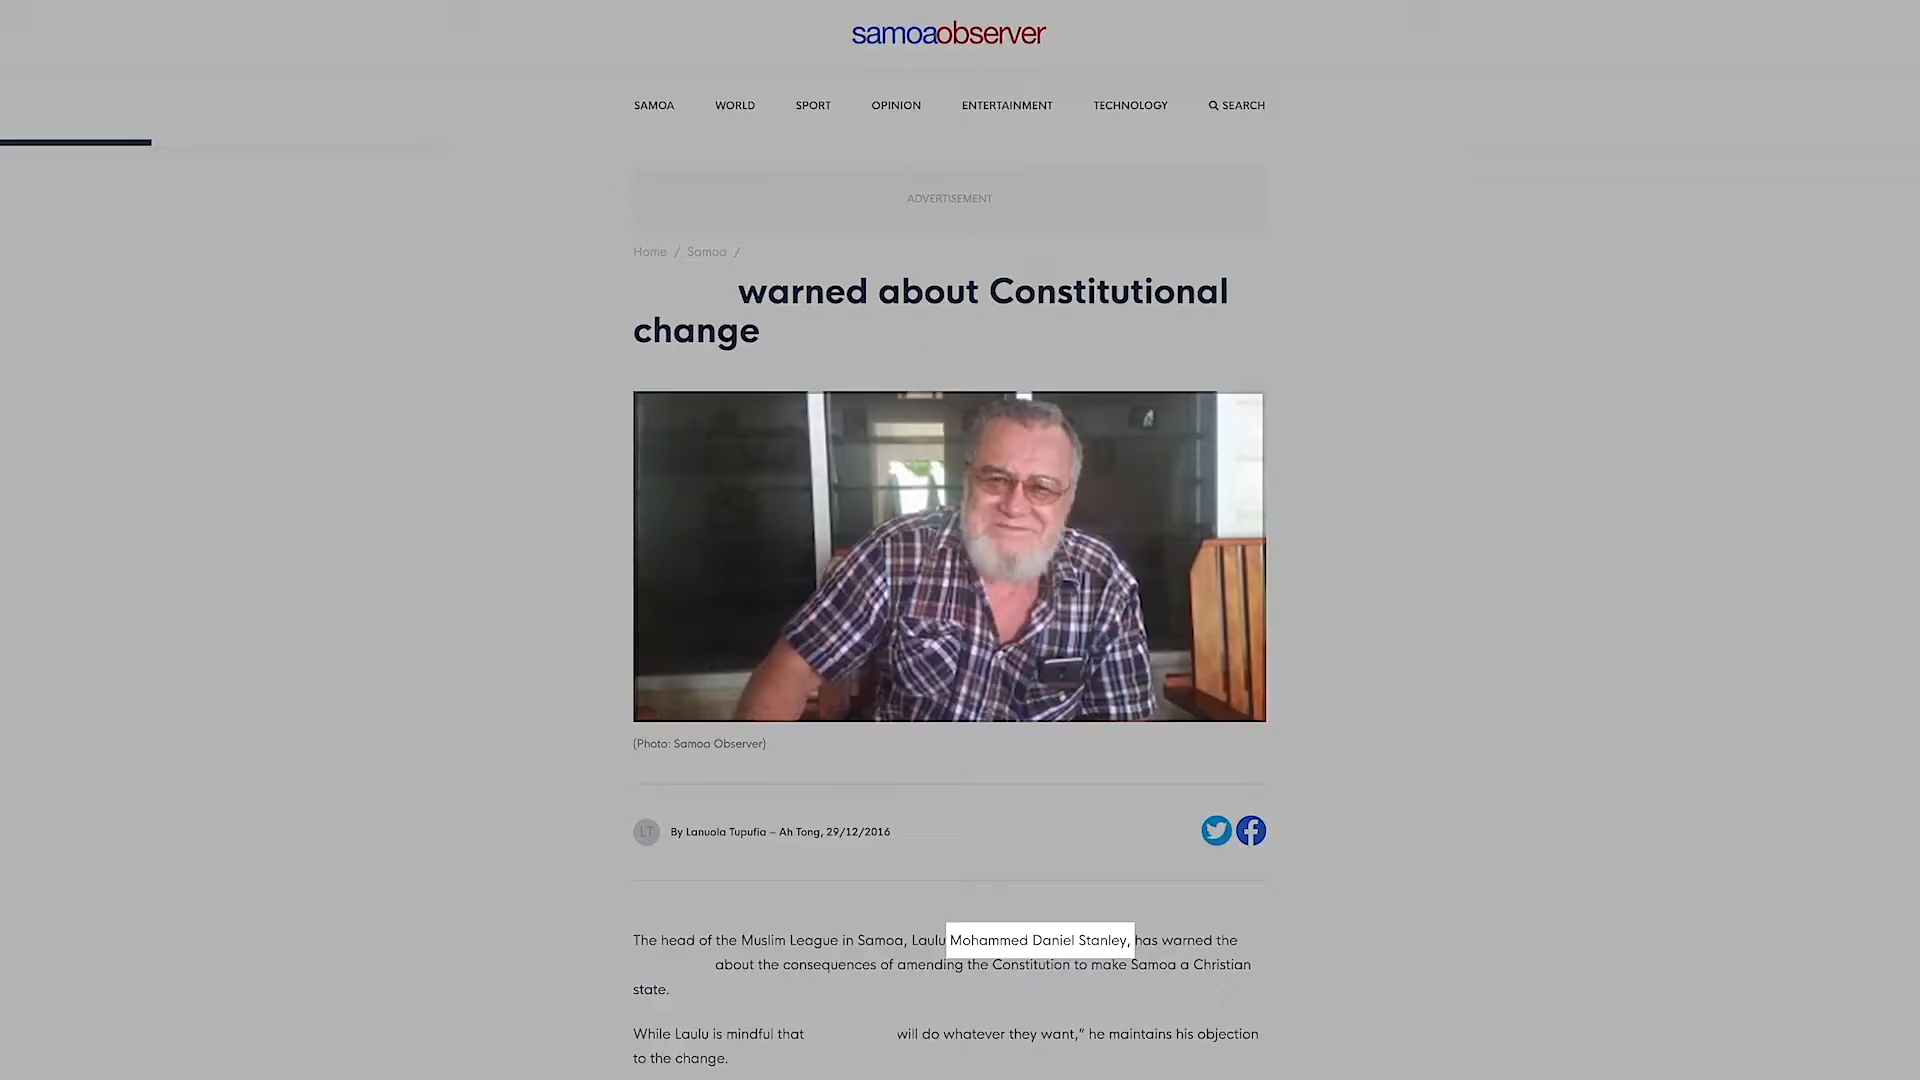 samoaobserver
SAMOA WORLD SPORT OPINION ENTERTAINMENT TECHNOLOGY SEARCH
ADVERTISEMENT
Home / Samoa /
warned about Constitutional
change
(Photo: Samoa Observer)
LT By Lanuola Tupufia – Ah Tong, 29/12/2016
The head of the Muslim League in Samoa, Laulu Mohammed Daniel Stanley, has warned the
about the consequences of amending the Constitution to make Samoa a Christian
state.
While Laulu is mindful that will do whatever they want,” he maintains his objection
to the change.